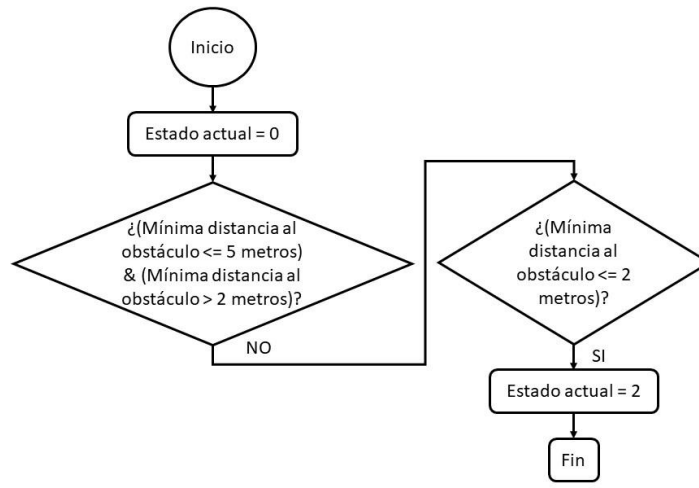 Inicio
Estado actual = 0
¿(Mínima distancia al
obstáculo <= 5 metros)
& (Mínima distancia al
obstáculo > 2 metros)?
NO
¿(Mínima
distancia al
obstáculo <= 2
metros)?
SI
Estado actual = 2
Fin